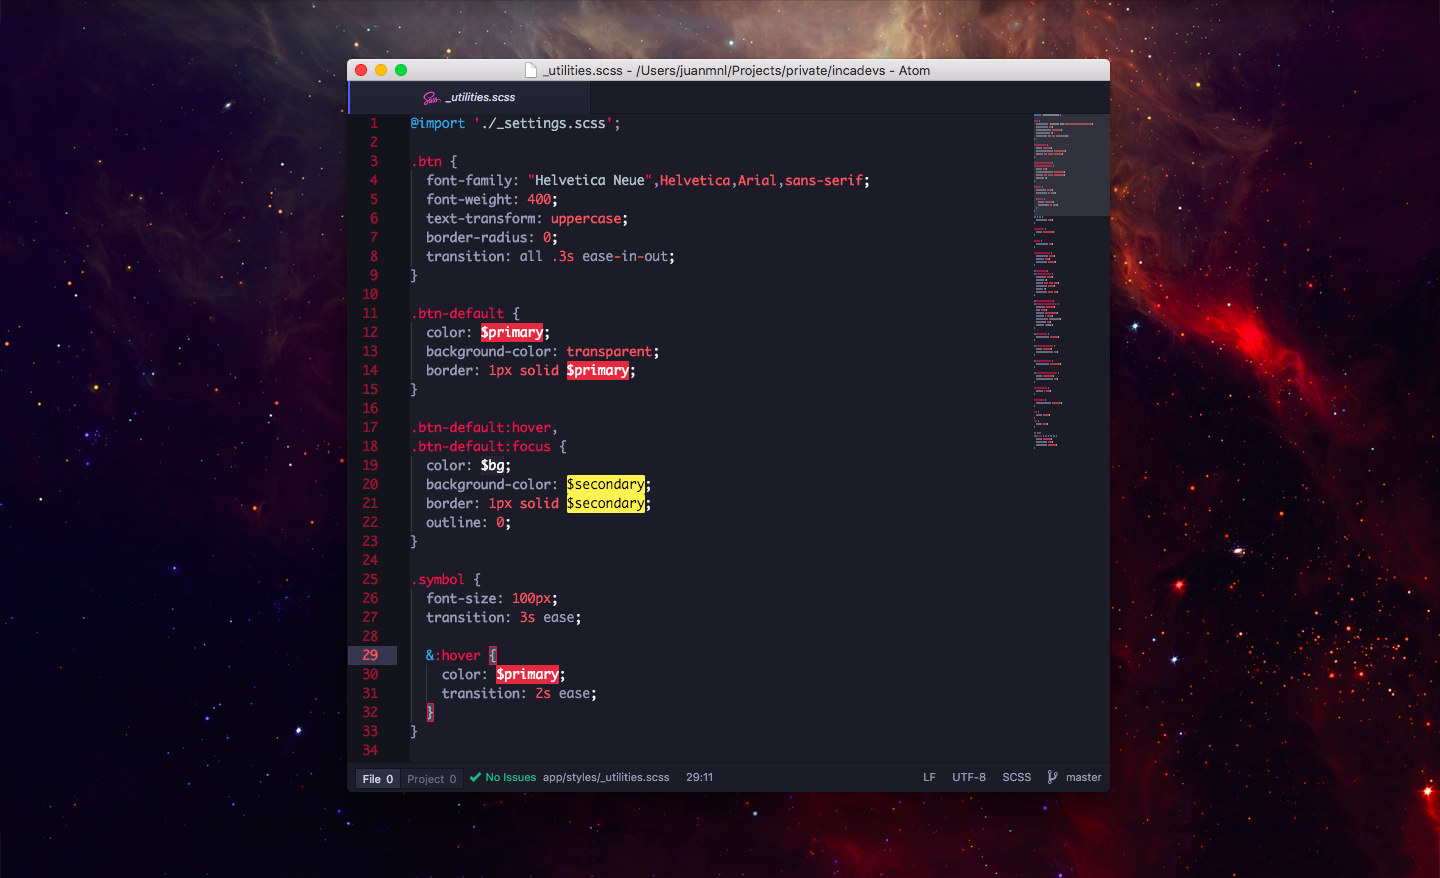 _utilities.scss - /Users/juanmnl/Projects/private/incadevs - Atom
Sass _utilities.scss
1 @import './_settings.scss';
2
3 .btn {
4 font-family: "Helvetica Neue",Helvetica,Arial,sans-serif;
5 font-weight: 400;
6 text-transform: uppercase;
7 border-radius: 0;
8 transition: all .3s ease-in-out;
9 }
10
11 .btn-default {
12 color: $primary;
13 background-color: transparent;
14 border: 1px solid $primary;
15 }
16
17 .btn-default:hover,
18 .btn-default:focus {
19 color: $bg;
20 background-color: $secondary;
21 border: 1px solid $secondary;
22 outline: 0;
23 }
24
25 .symbol {
26 font-size: 100px;
27 transition: 3s ease;
28
29 &:hover {
30 color: $primary;
31 transition: 2s ease;
32 }
33 }
34
File 0 Project 0 No Issues app/styles/_utilities.scss 29:11 LF UTF-8 SCSS master